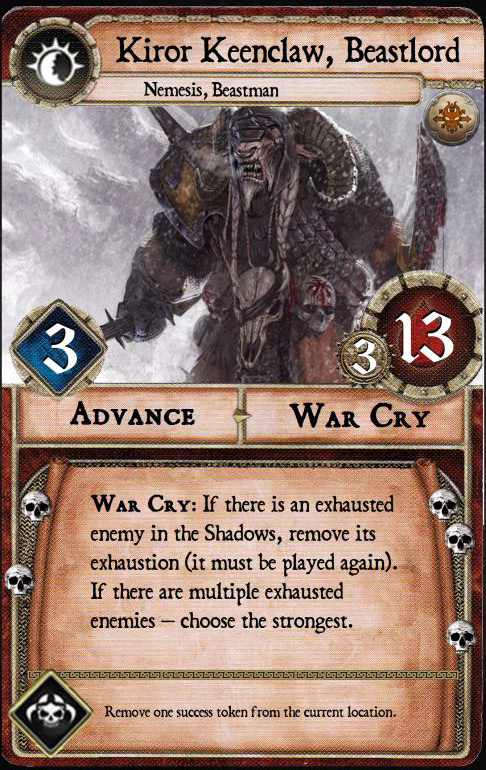 Kiror Keenclaw, Beastlord
Nemesis, Beastman
3
3
13
Advance
War Cry
War Cry: If there is an exhausted
enemy in the Shadows, remove its
exhaustion (it must be played again).
If there are multiple exhausted
enemies – choose the strongest.
Remove one success token from the current location.